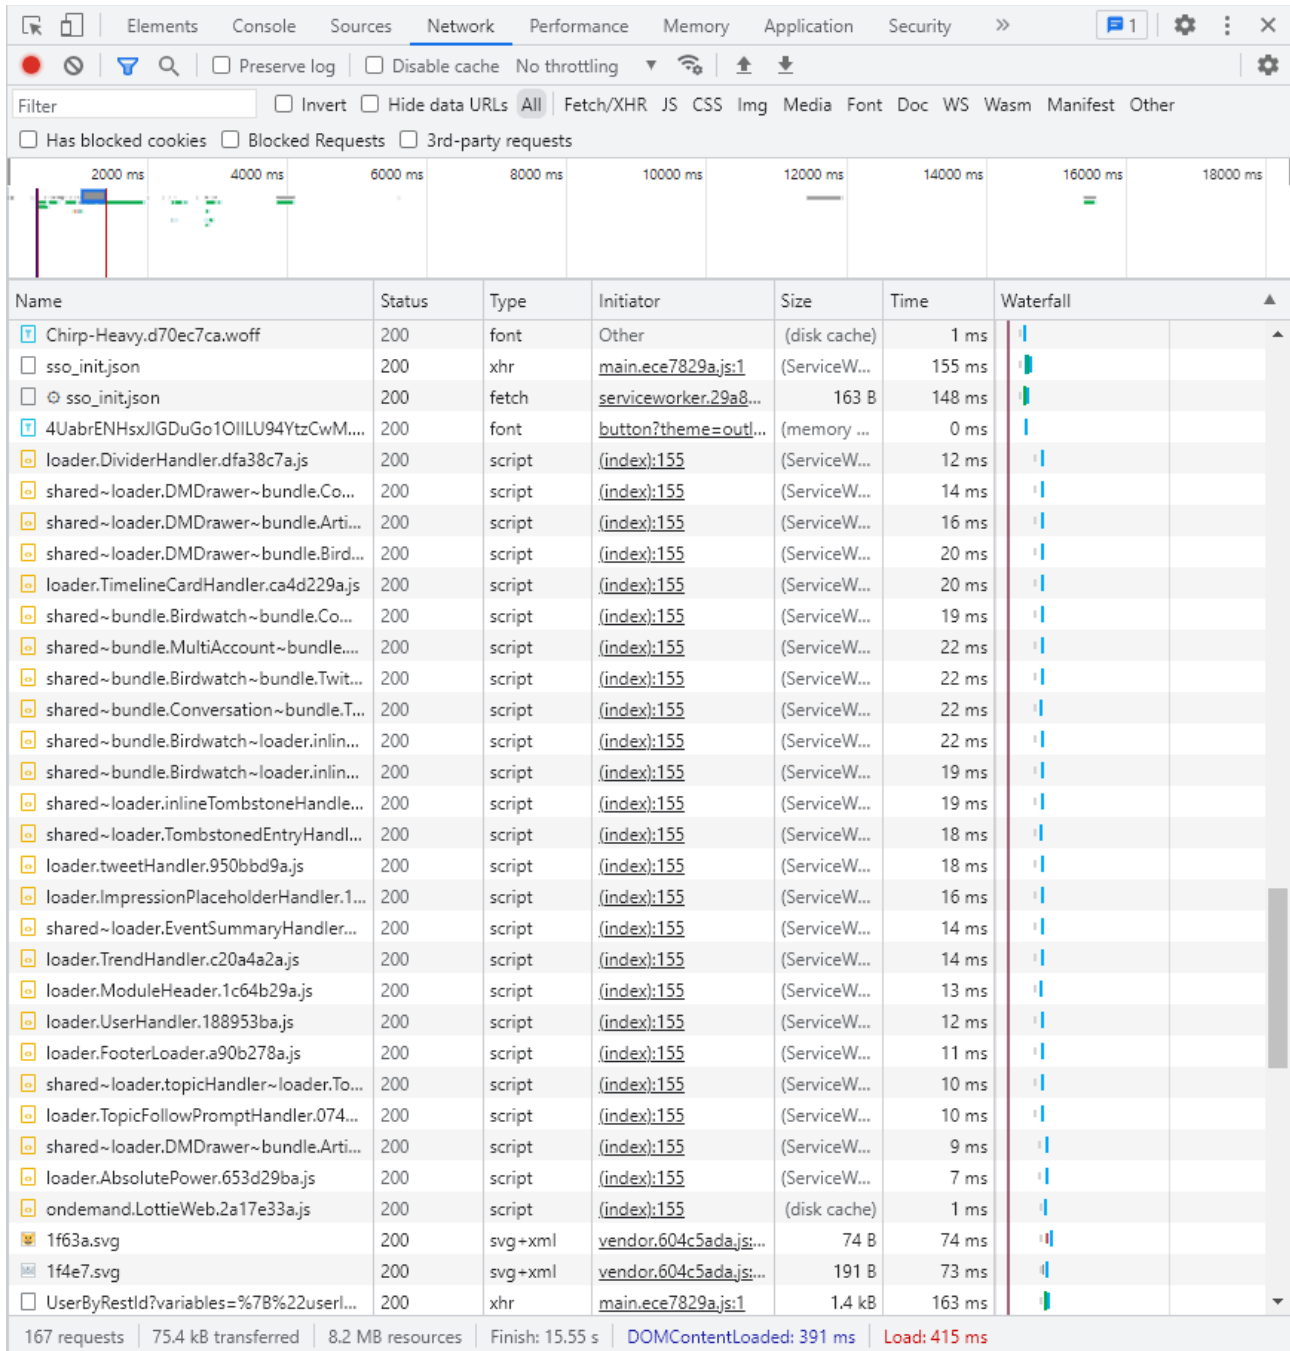 Elements Console Sources Network Performance Memory Application Security » 1
Preserve log Disable cache No throttling
Filter Invert Hide data URLs All Fetch/XHR JS CSS Img Media Font Doc WS Wasm Manifest Other
Has blocked cookies Blocked Requests 3rd-party requests
2000 ms 4000 ms 6000 ms 8000 ms 10000 ms 12000 ms 14000 ms 16000 ms 18000 ms
Name Status Type Initiator Size Time Waterfall
Chirp-Heavy.d70ec7ca.woff 200 font Other (disk cache) 1 ms
sso_init.json 200 xhr main.ece7829a.js:1 (ServiceW... 155 ms
sso_init.json 200 fetch serviceworker.29a8... 163 B 148 ms
4UabrENHsxJlGDuGo1OIlLU94YtzCwM.... 200 font button?theme=outl... (memory ... 0 ms
loader.DividerHandler.dfa38c7a.js 200 script (index):155 (ServiceW... 12 ms
shared~loader.DMDrawer~bundle.Co... 200 script (index):155 (ServiceW... 14 ms
shared~loader.DMDrawer~bundle.Arti... 200 script (index):155 (ServiceW... 16 ms
shared~loader.DMDrawer~bundle.Bird... 200 script (index):155 (ServiceW... 20 ms
loader.TimelineCardHandler.ca4d229a.js 200 script (index):155 (ServiceW... 20 ms
shared~bundle.Birdwatch~bundle.Co... 200 script (index):155 (ServiceW... 19 ms
shared~bundle.MultiAccount~bundle.... 200 script (index):155 (ServiceW... 22 ms
shared~bundle.Birdwatch~bundle.Twit... 200 script (index):155 (ServiceW... 22 ms
shared~bundle.Conversation~bundle.T... 200 script (index):155 (ServiceW... 22 ms
shared~bundle.Birdwatch~loader.inlin... 200 script (index):155 (ServiceW... 22 ms
shared~bundle.Birdwatch~loader.inlin... 200 script (index):155 (ServiceW... 19 ms
shared~loader.inlineTombstoneHandle... 200 script (index):155 (ServiceW... 19 ms
shared~loader.TombstonedEntryHandl... 200 script (index):155 (ServiceW... 18 ms
loader.tweetHandler.950bbd9a.js 200 script (index):155 (ServiceW... 18 ms
loader.ImpressionPlaceholderHandler.1... 200 script (index):155 (ServiceW... 16 ms
shared~loader.EventSummaryHandler... 200 script (index):155 (ServiceW... 14 ms
loader.TrendHandler.c20a4a2a.js 200 script (index):155 (ServiceW... 14 ms
loader.ModuleHeader.1c64b29a.js 200 script (index):155 (ServiceW... 13 ms
loader.UserHandler.188953ba.js 200 script (index):155 (ServiceW... 12 ms
loader.FooterLoader.a90b278a.js 200 script (index):155 (ServiceW... 11 ms
shared~loader.topicHandler~loader.To... 200 script (index):155 (ServiceW... 10 ms
loader.TopicFollowPromptHandler.074... 200 script (index):155 (ServiceW... 10 ms
shared~loader.DMDrawer~bundle.Arti... 200 script (index):155 (ServiceW... 9 ms
loader.AbsolutePower.653d29ba.js 200 script (index):155 (ServiceW... 7 ms
ondemand.LottieWeb.2a17e33a.js 200 script (index):155 (disk cache) 1 ms
1f63a.svg 200 svg+xml vendor.604c5ada.js:... 74 B 74 ms
1f4e7.svg 200 svg+xml vendor.604c5ada.js:... 191 B 73 ms
UserByRestId?variables=%7B%22userI... 200 xhr main.ece7829a.js:1 1.4 kB 163 ms
167 requests 75.4 kB transferred 8.2 MB resources Finish: 15.55 s DOMContentLoaded: 391 ms Load: 415 ms